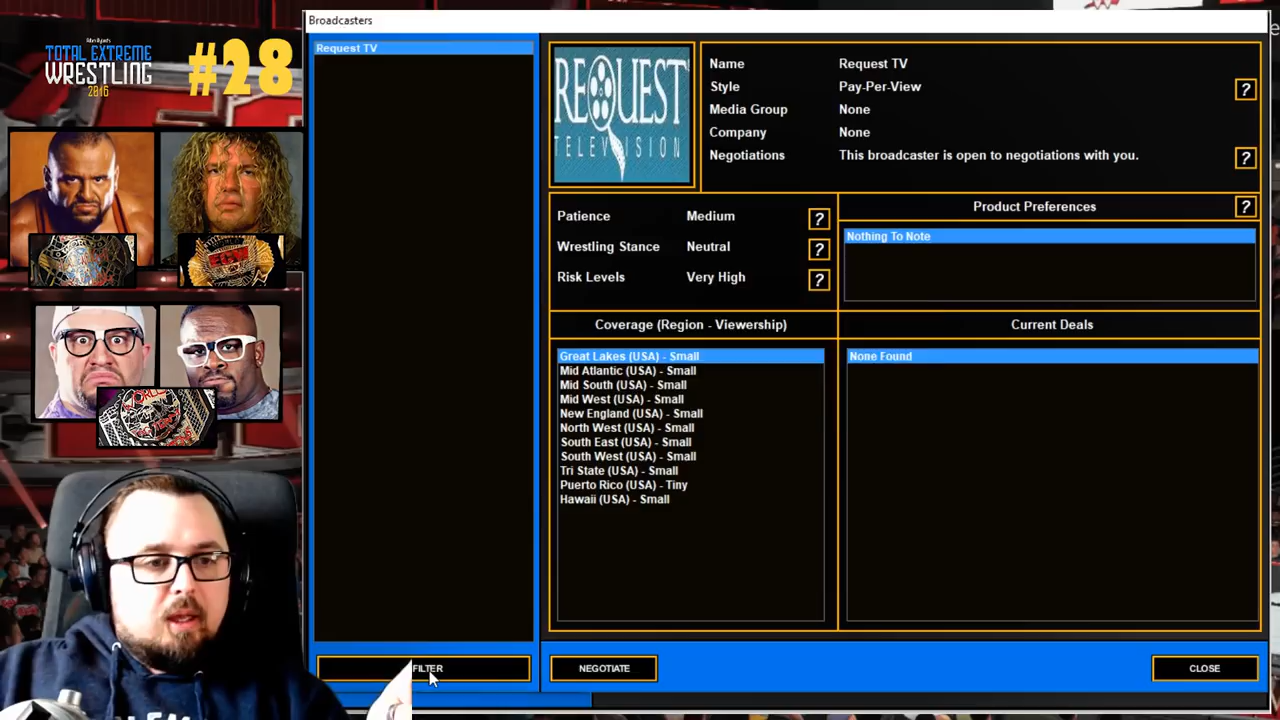 Broadcasters
TOTAL EXTREME
WRESTLING
2016
#28
Request TV
REQUEST
TELEVISION
Name Request TV
Style Pay-Per-View ?
Media Group None
Company None
Negotiations This broadcaster is open to negotiations with you. ?
Patience Medium ?
Wrestling Stance Neutral ?
Risk Levels Very High ?
Product Preferences ?
Nothing To Note
Coverage (Region - Viewership)
Great Lakes (USA) - Small
Mid Atlantic (USA) - Small
Mid South (USA) - Small
Mid West (USA) - Small
New England (USA) - Small
North West (USA) - Small
South East (USA) - Small
South West (USA) - Small
Tri State (USA) - Small
Puerto Rico (USA) - Tiny
Hawaii (USA) - Small
Current Deals
None Found
FILTER
NEGOTIATE
CLOSE
ECW